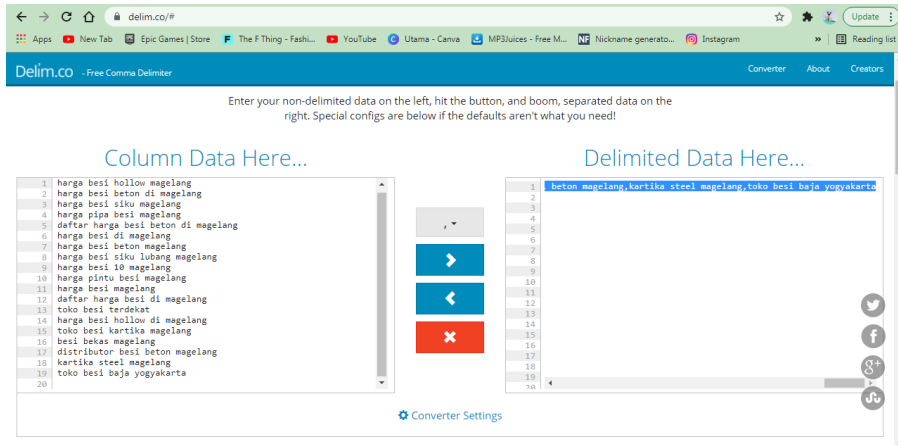 delim.co/#
Update
Apps New Tab Epic Games | Store The F Thing - Fashi... YouTube Utama - Canva MP3Juices - Free M... Nickname generato... Instagram » Reading list
Delim.co - Free Comma Delimiter Converter About Creators
Enter your non-delimited data on the left, hit the button, and boom, separated data on the
right. Special configs are below if the defaults aren't what you need!
Column Data Here...
1 harga besi hollow magelang
2 harga besi beton di magelang
3 harga besi siku magelang
4 harga pipa besi magelang
5 daftar harga besi beton di magelang
6 harga besi di magelang
7 harga besi beton magelang
8 harga besi siku lubang magelang
9 harga besi 10 magelang
10 harga pintu besi magelang
11 harga besi magelang
12 daftar harga besi di magelang
13 toko besi terdekat
14 harga besi hollow di magelang
15 toko besi kartika magelang
16 besi bekas magelang
17 distributor besi beton magelang
18 kartika steel magelang
19 toko besi baja yogyakarta
20
,
Delimited Data Here...
1 beton magelang,kartika steel magelang,toko besi baja yogyakarta
2
3
4
5
6
7
8
9
10
11
12
13
14
15
16
17
18
19
20
Converter Settings